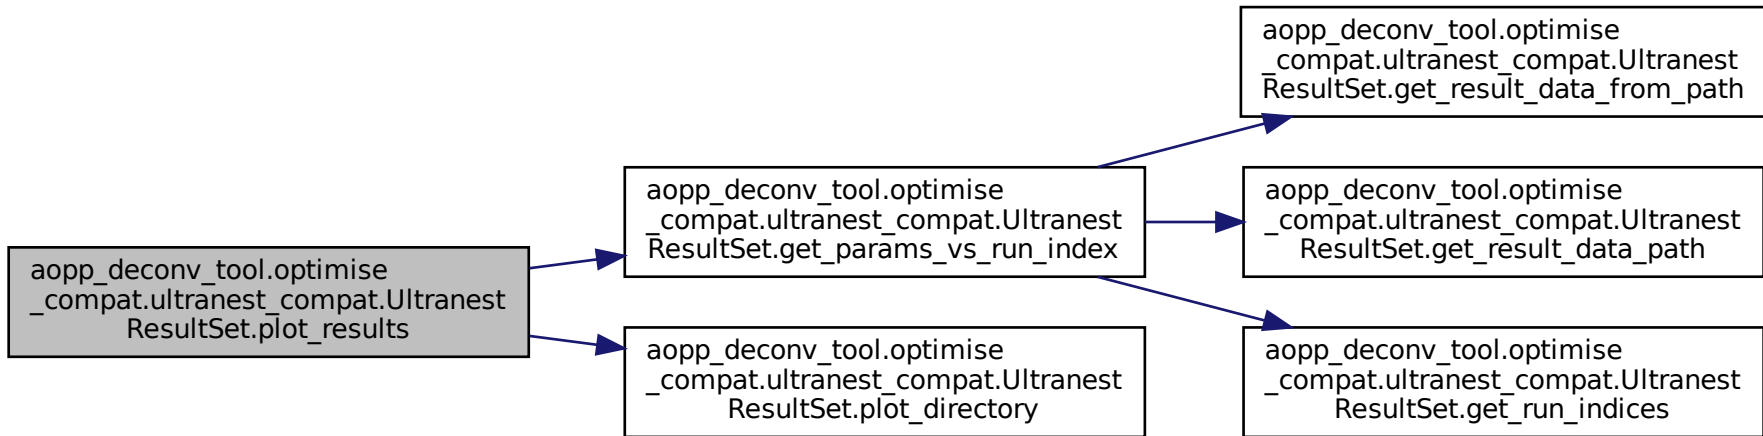 aopp_deconv_tool.optimise
_compat.ultranest_compat.Ultranest
ResultSet.plot_results
aopp_deconv_tool.optimise
_compat.ultranest_compat.Ultranest
ResultSet.get_params_vs_run_index
aopp_deconv_tool.optimise
_compat.ultranest_compat.Ultranest
ResultSet.plot_directory
aopp_deconv_tool.optimise
_compat.ultranest_compat.Ultranest
ResultSet.get_result_data_from_path
aopp_deconv_tool.optimise
_compat.ultranest_compat.Ultranest
ResultSet.get_result_data_path
aopp_deconv_tool.optimise
_compat.ultranest_compat.Ultranest
ResultSet.get_run_indices